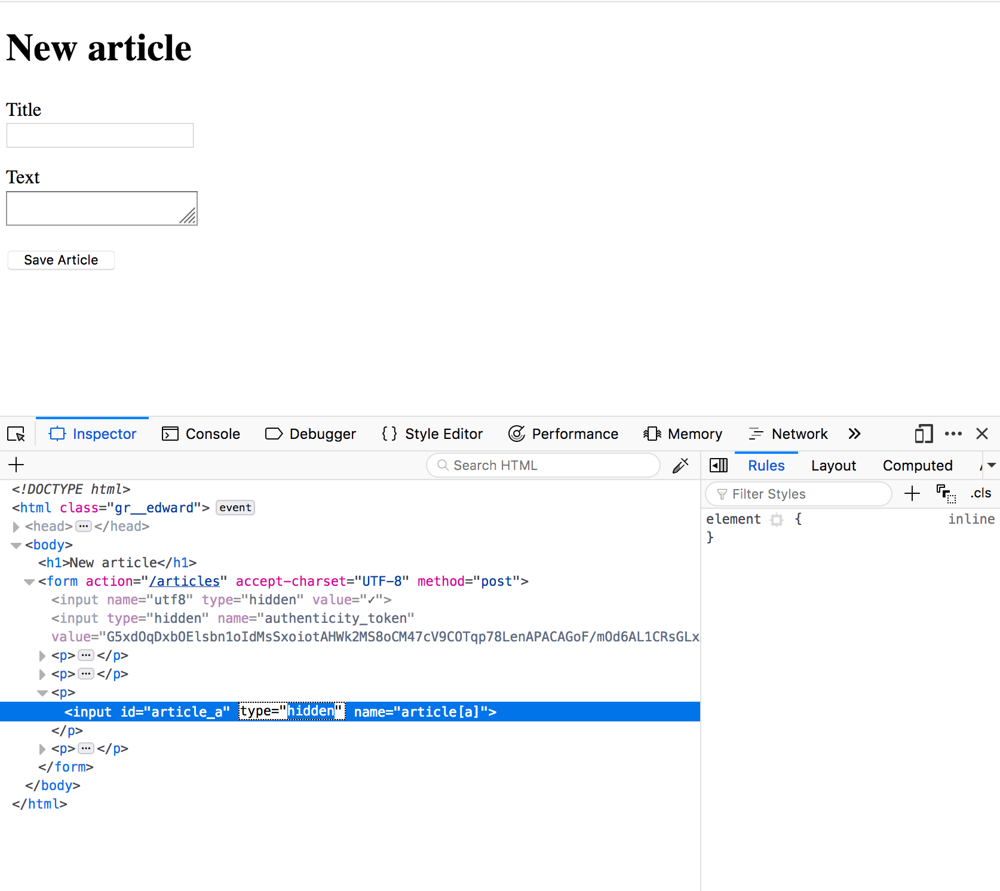 New article
Title
Text
Save Article
Inspector Console Debugger { } Style Editor Performance Memory Network
Search HTML
Rules Layout Computed
Filter Styles
.cls
element { inline
}
<!DOCTYPE html>
<html class="gr__edward"> event
<head>…</head>
<body>
<h1>New article</h1>
<form action="/articles" accept-charset="UTF-8" method="post">
<input name="utf8" type="hidden" value="✓">
<input type="hidden" name="authenticity_token"
value="G5xdOqDxbOElsbn1oIdMsSxoiotAHWk2MS8oCM47cV9COTqp78LenAPACAGoF/mOd6AL1CRsGLx
<p>…</p>
<p>…</p>
<p>
<input id="article_a" type="hidden" name="article[a]">
</p>
<p>…</p>
</form>
</body>
</html>